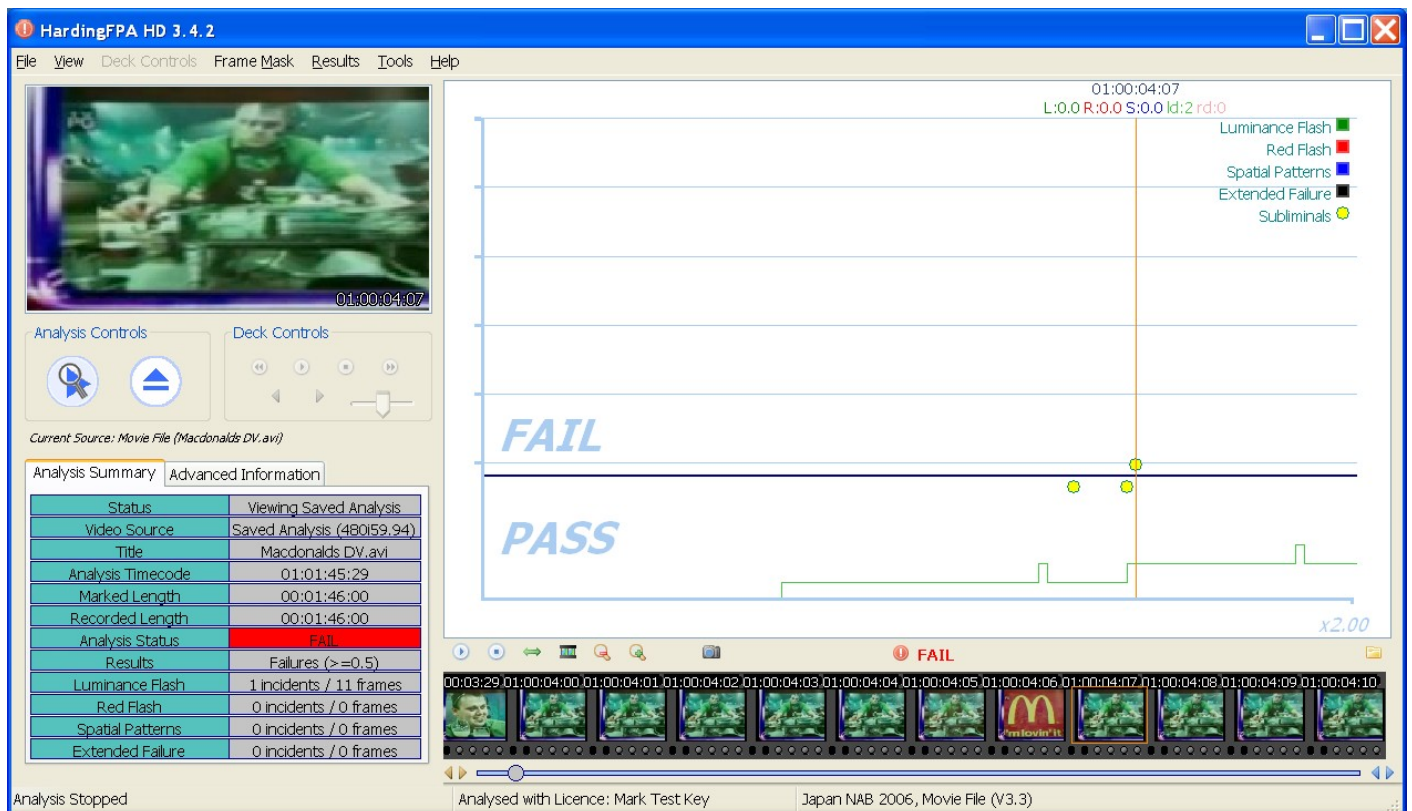 HardingFPA HD 3.4.2
File View Deck Controls Frame Mask Results Tools Help
01:00:04:07
Analysis Controls
Deck Controls
Current Source: Movie File (Macdonalds DV.avi)
Analysis Summary Advanced Information
Status Viewing Saved Analysis
Video Source Saved Analysis (480i59.94)
Title Macdonalds DV.avi
Analysis Timecode 01:01:45:29
Marked Length 00:01:46:00
Recorded Length 00:01:46:00
Analysis Status FAIL
Results Failures (>=0.5)
Luminance Flash 1 incidents / 11 frames
Red Flash 0 incidents / 0 frames
Spatial Patterns 0 incidents / 0 frames
Extended Failure 0 incidents / 0 frames
01:00:04:07
L:0.0 R:0.0 S:0.0 ld:2 rd:0
Luminance Flash
Red Flash
Spatial Patterns
Extended Failure
Subliminals
FAIL
PASS
x2.00
FAIL
00:03:29 01:00:04:00 01:00:04:01 01:00:04:02 01:00:04:03 01:00:04:04 01:00:04:05 01:00:04:06 01:00:04:07 01:00:04:08 01:00:04:09 01:00:04:10
i'm lovin' it
Analysis Stopped
Analysed with Licence: Mark Test Key
Japan NAB 2006, Movie File (V3.3)